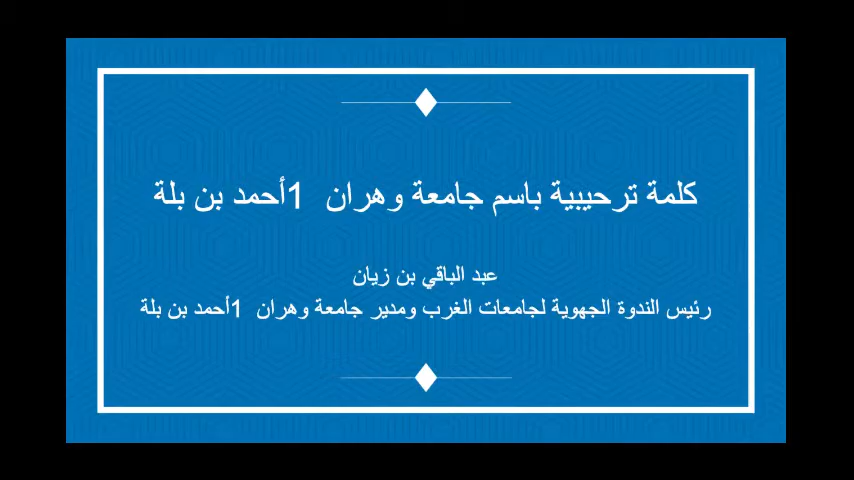 كلمة ترحيبية باسم جامعة وهران 1أحمد بن بلة
عبد الباقي بن زيان
رئيس الندوة الجهوية لجامعات الغرب ومدير جامعة وهران 1أحمد بن بلة